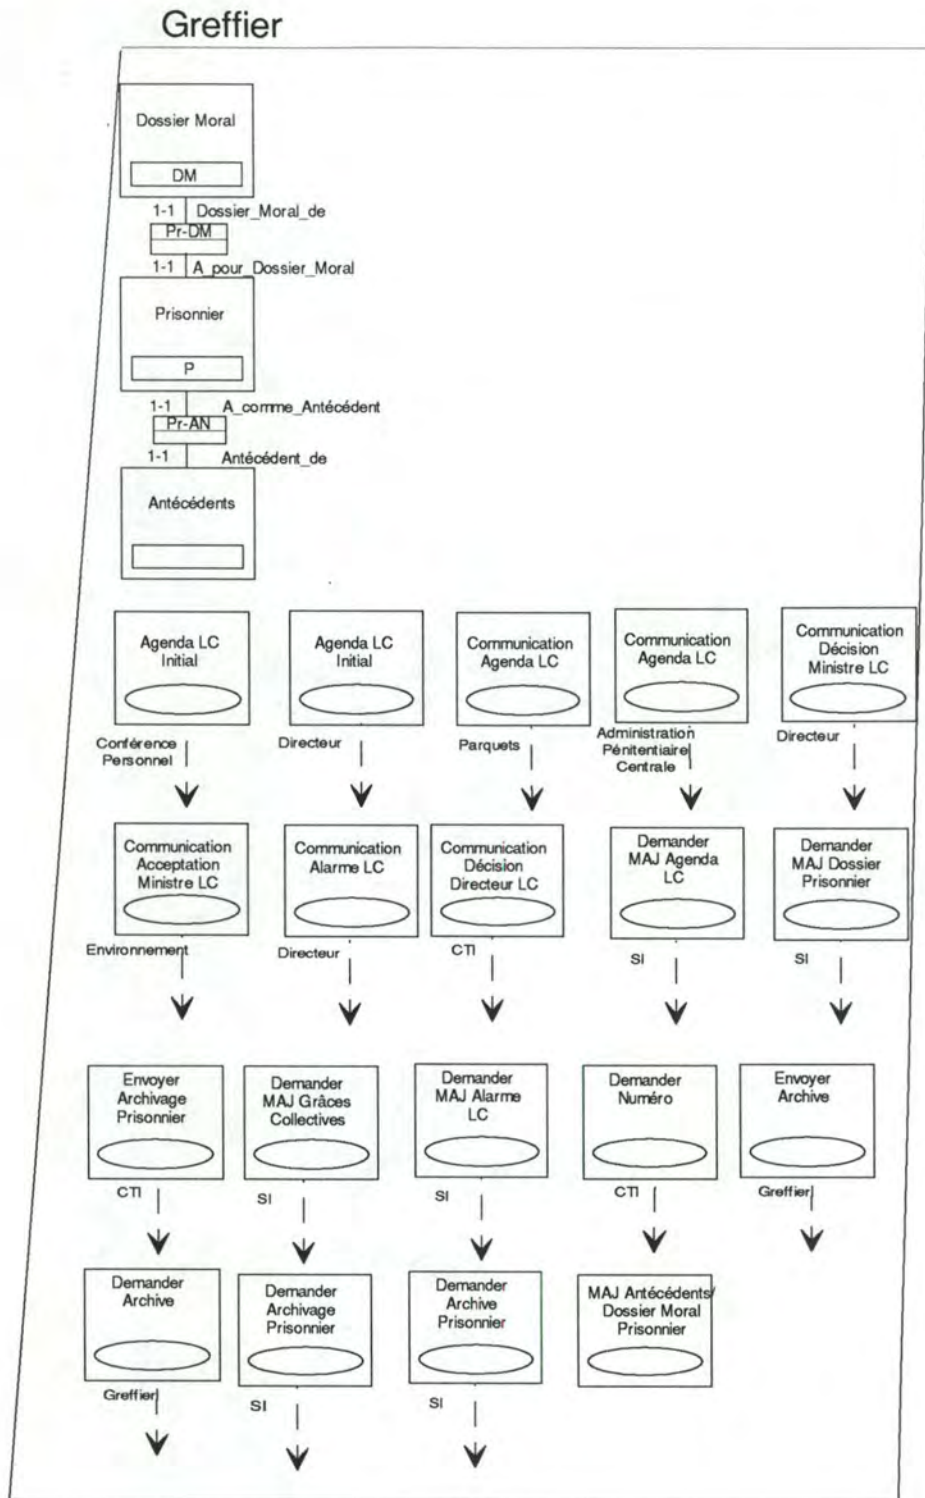 Greffier
Dossier Moral
DM
1-1 Dossier_Moral_de
Pr-DM
1-1 A_pour_Dossier_Moral
Prisonnier
P
1-1 A_comme_Antécédent
Pr-AN
1-1 Antécédent_de
Antécédents
Agenda LC
Initial
Conférence
Personnel
Agenda LC
Initial
Directeur
Communication
Agenda LC
Parquets
Communication
Agenda LC
Administration
Pénitentiaire
Centrale
Communication
Décision
Ministre LC
Directeur
Communication
Acceptation
Ministre LC
Environnement
Communication
Alarme LC
Directeur
Communication
Décision
Directeur LC
CTI
Demander
MAJ Agenda
LC
SI
Demander
MAJ Dossier
Prisonnier
SI
Envoyer
Archivage
Prisonnier
CTI
Demander
MAJ Grâces
Collectives
SI
Demander
MAJ Alarme
LC
SI
Demander
Numéro
CTI
Envoyer
Archive
Greffier
Demander
Archive
Greffier
Demander
Archivage
Prisonnier
SI
Demander
Archive
Prisonnier
SI
MAJ Antécédents/
Dossier Moral
Prisonnier